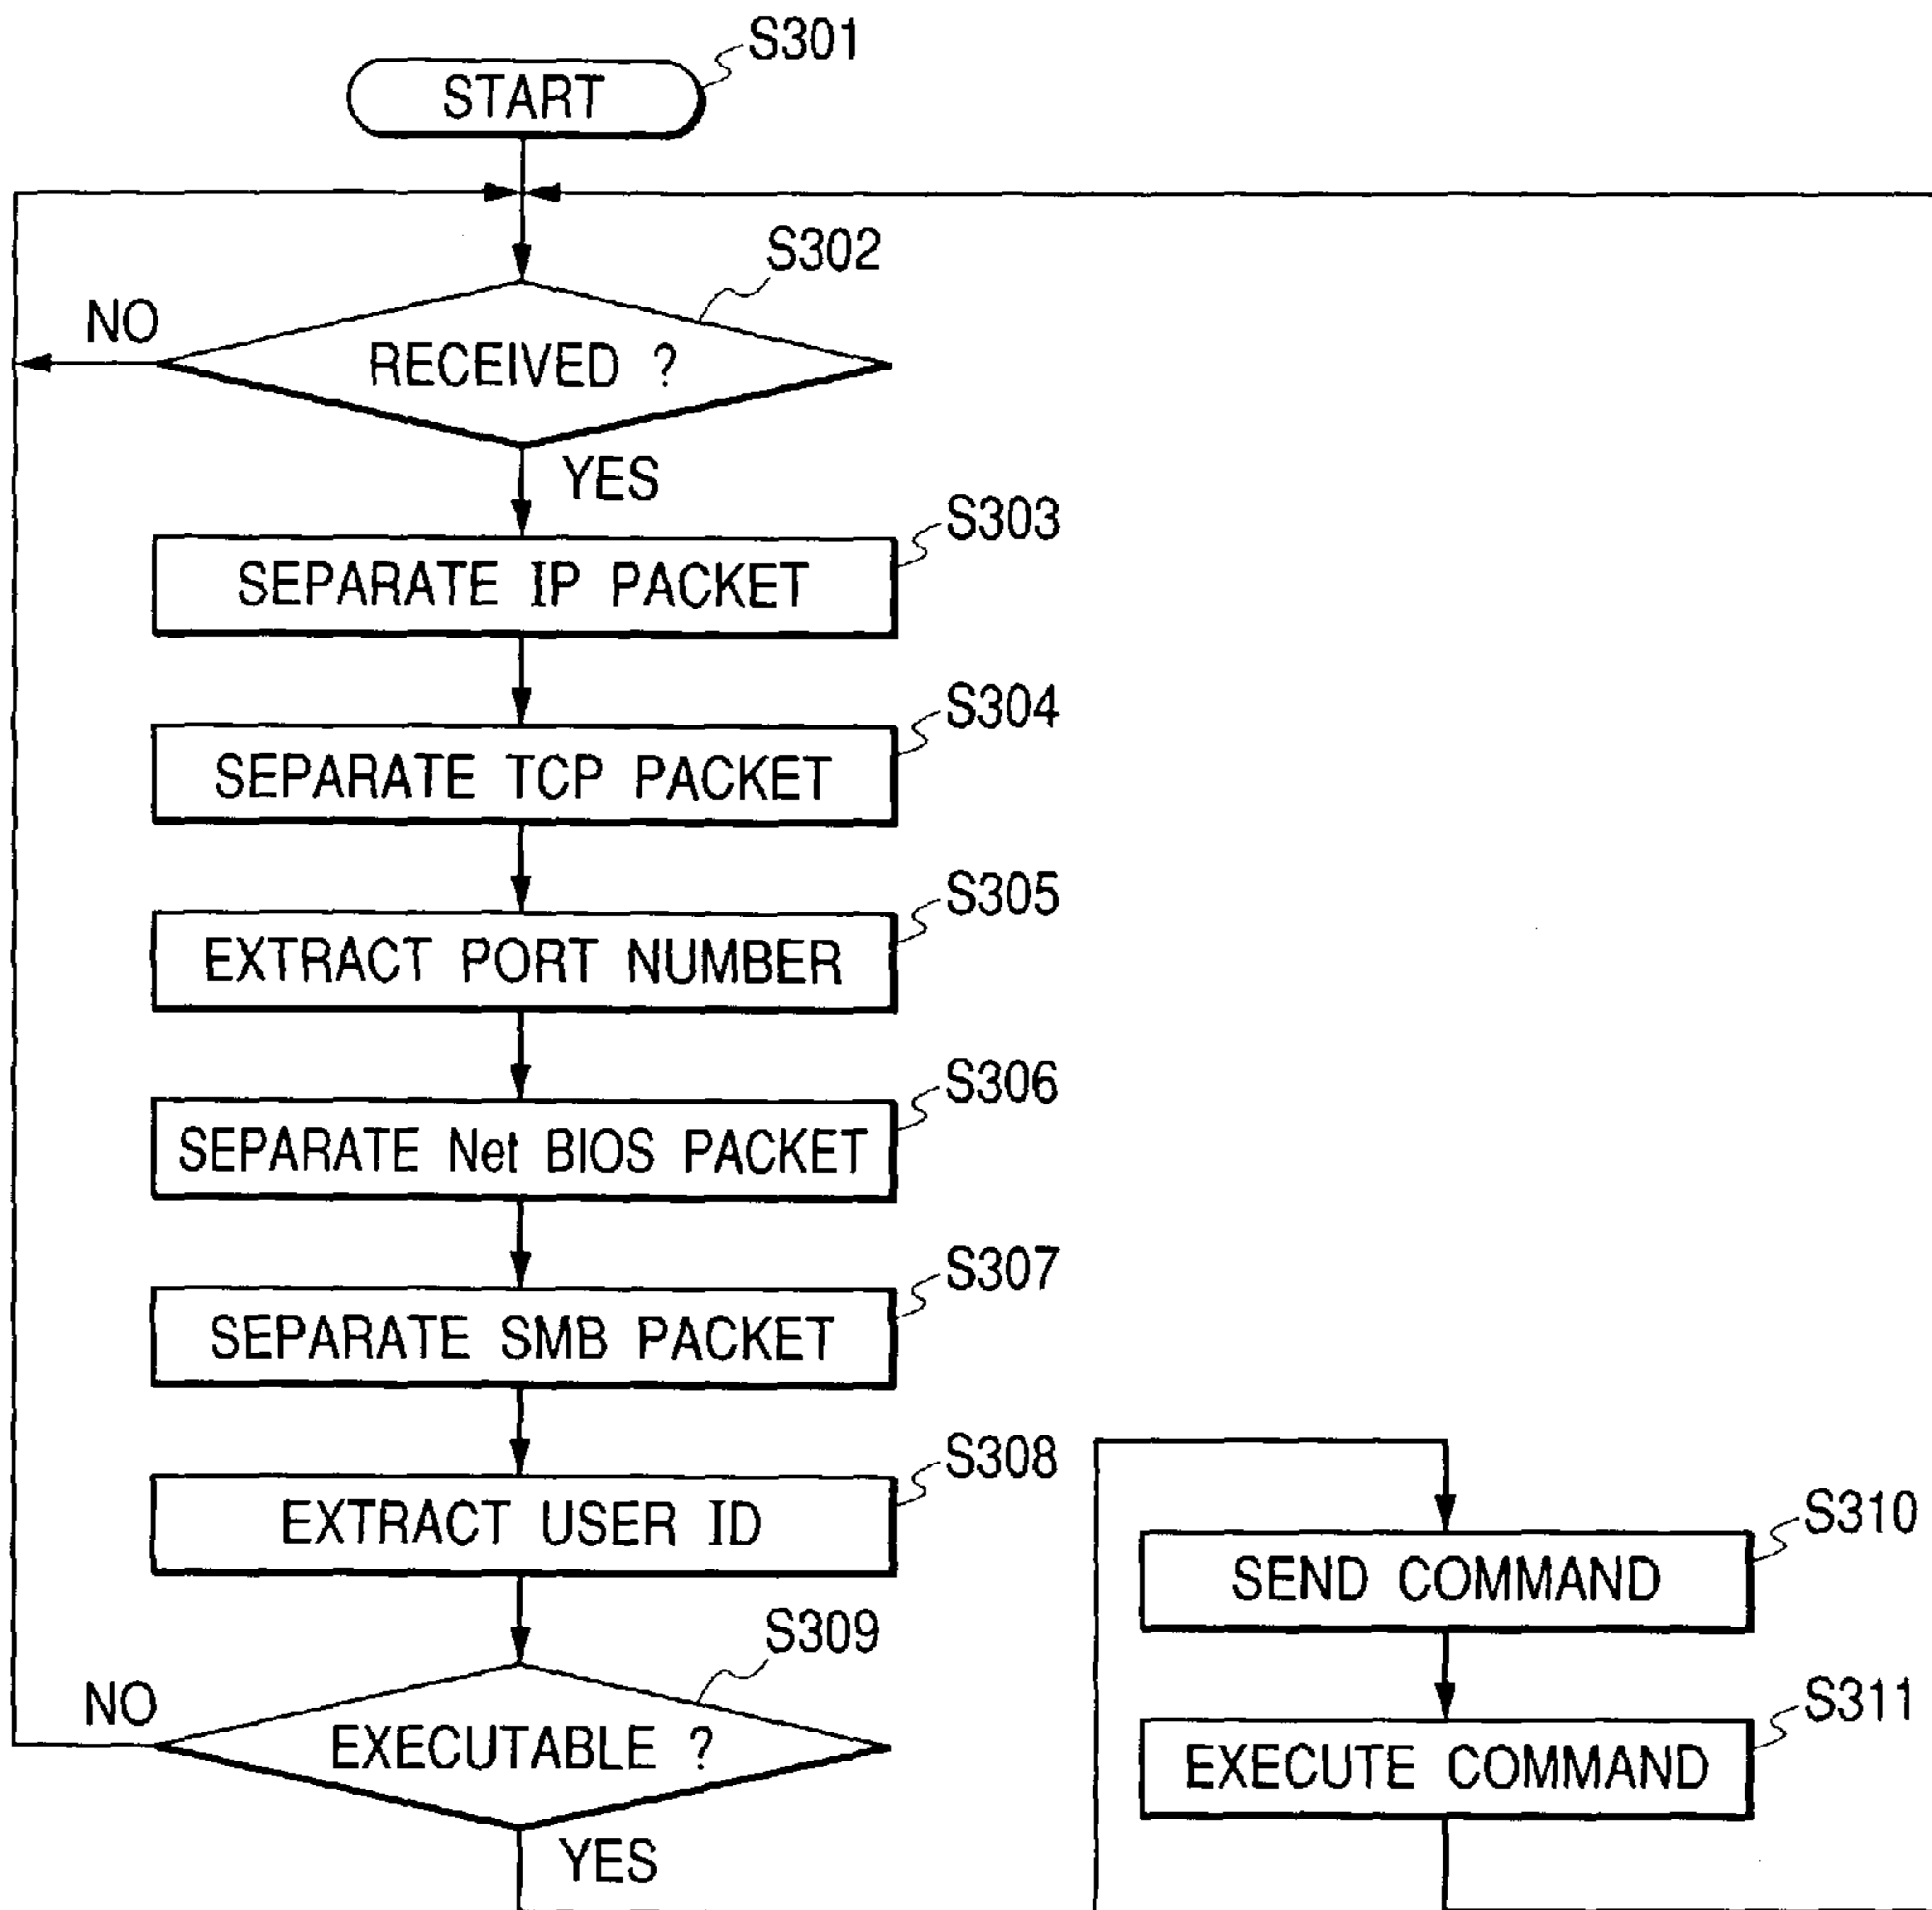 S301
START
S302
NO
RECEIVED ?
YES
S303
SEPARATE IP PACKET
S304
SEPARATE TCP PACKET
S305
EXTRACT PORT NUMBER
S306
SEPARATE Net BIOS PACKET
S307
SEPARATE SMB PACKET
S308
EXTRACT USER ID
S309
NO
EXECUTABLE ?
YES
S310
SEND COMMAND
S311
EXECUTE COMMAND